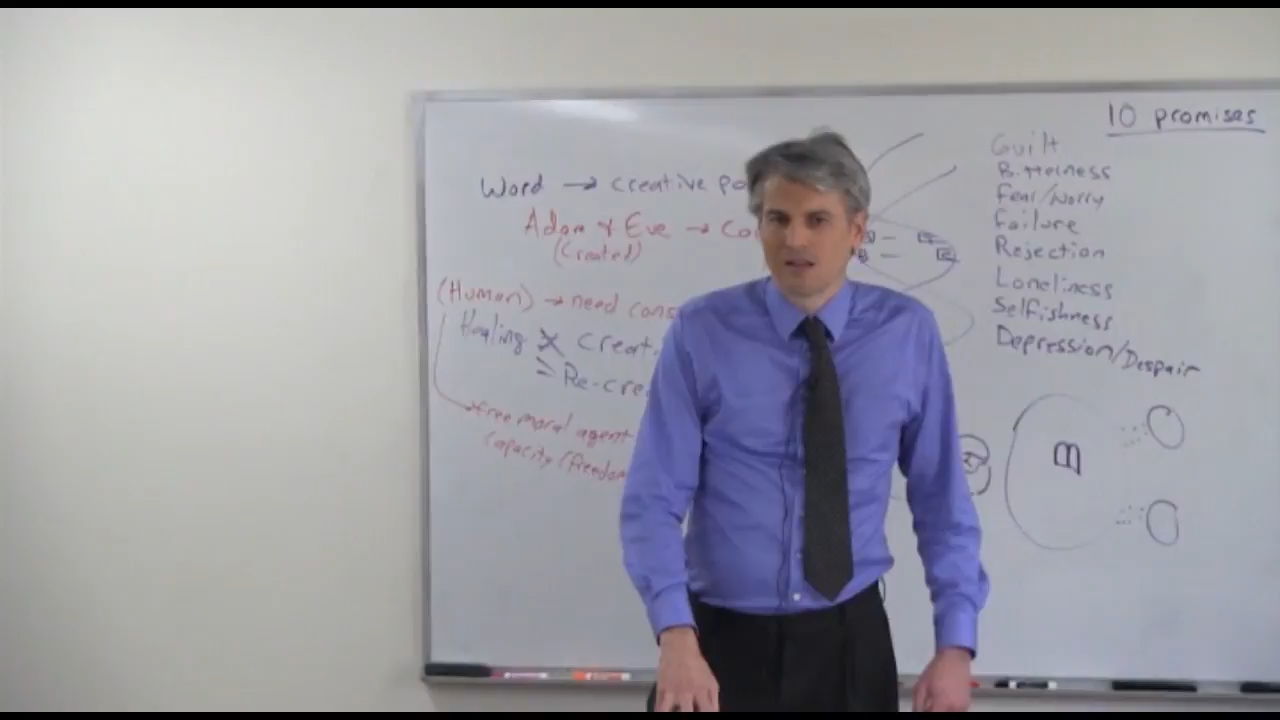 10 promises
Word → creative po
Adam & Eve → co
(Created)
(Human) → need cons
Healing X creat
= Re-cre
free moral agent
capacity (freedom
Guilt
Bitterness
Fear/Worry
Failure
Rejection
Loneliness
Selfishness
Depression/Despair